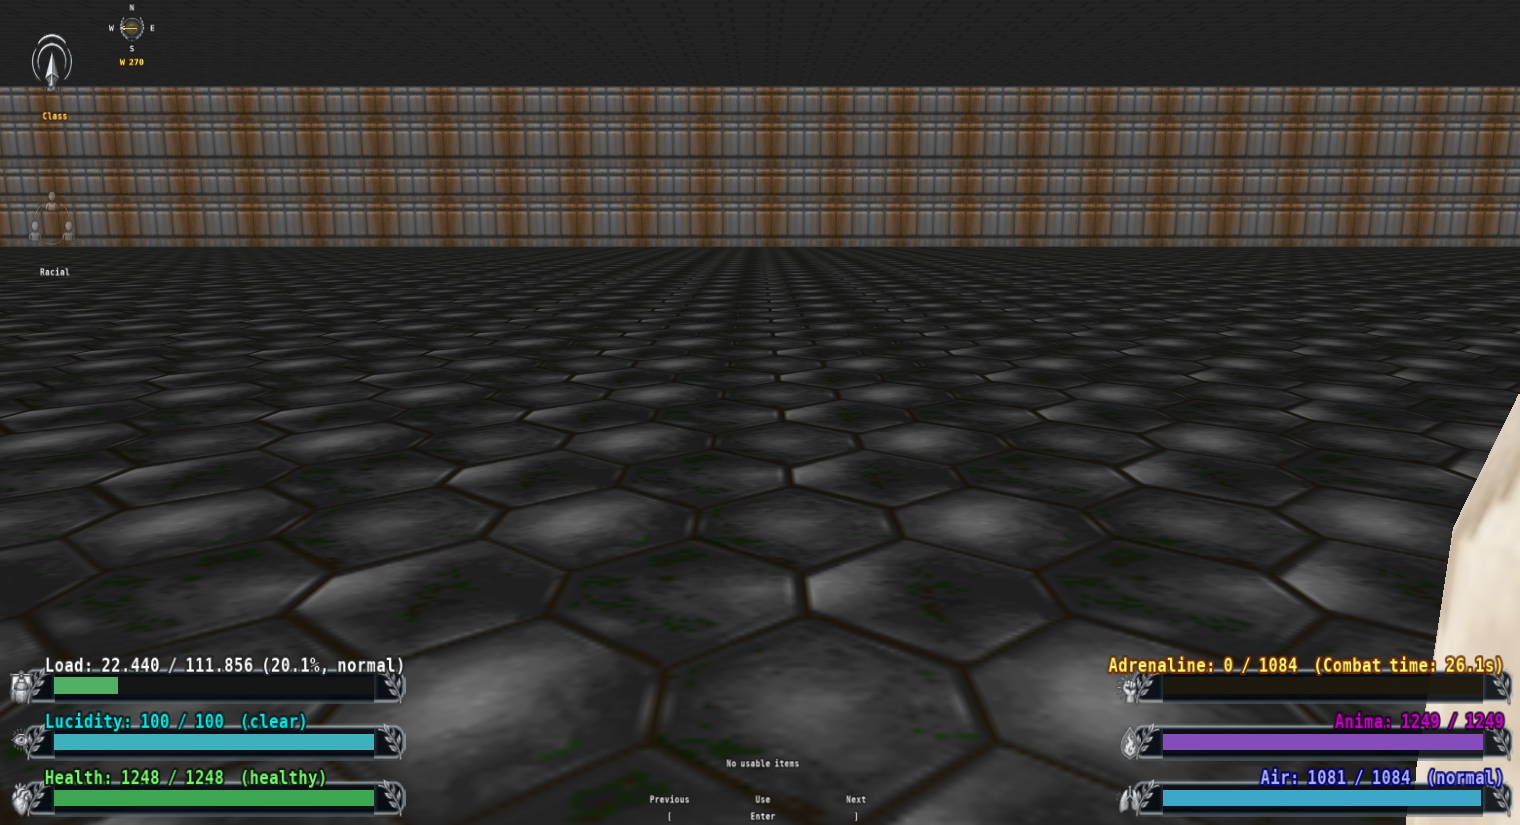 N
W E
S
W 270
Class
Racial
Load: 22.440 / 111.856 (20.1%, normal)
Lucidity: 100 / 100 (clear)
Health: 1248 / 1248 (healthy)
Adrenaline: 0 / 1084 (Combat time: 26.1s)
Anima: 1249 / 1249
Air: 1081 / 1084 (normal)
No usable items
Previous Use Next
[ Enter ]